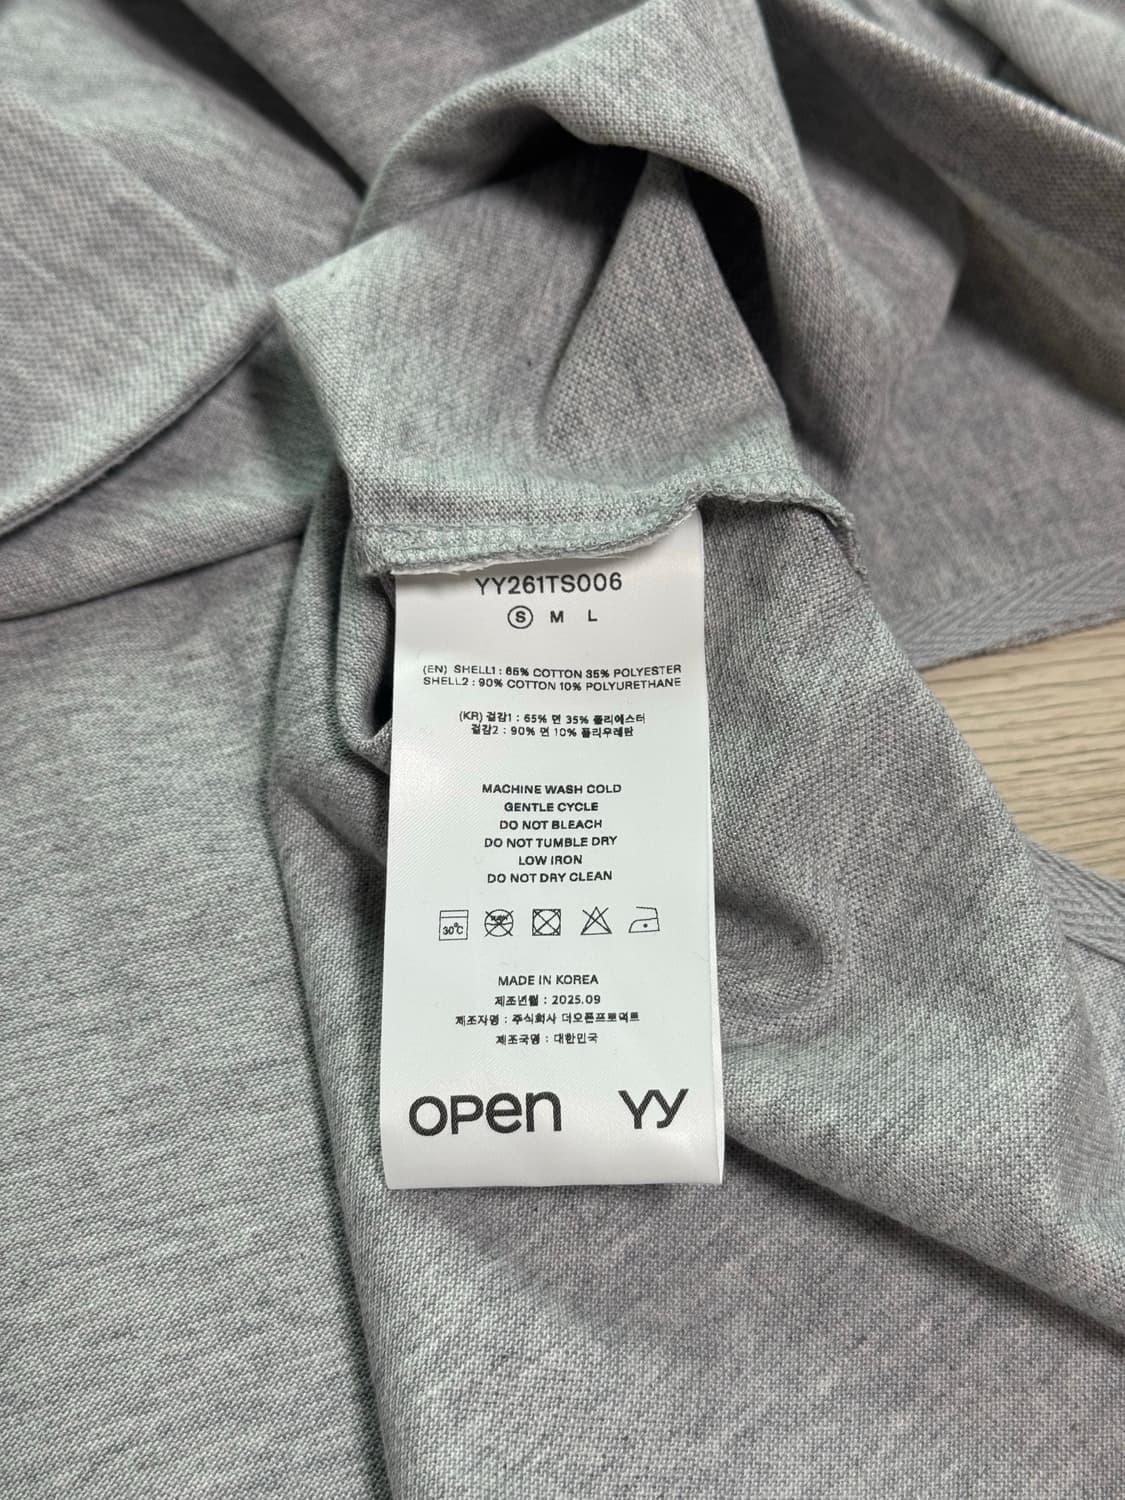 YY261TS006
Ⓢ M L
(EN) SHELL1 : 65% COTTON 35% POLYESTER
SHELL2 : 90% COTTON 10% POLYURETHANE
(KR) 겉감1 : 65% 면 35% 폴리에스터
겉감2 : 90% 면 10% 폴리우레탄
MACHINE WASH COLD
GENTLE CYCLE
DO NOT BLEACH
DO NOT TUMBLE DRY
LOW IRON
DO NOT DRY CLEAN
30℃
MADE IN KOREA
제조년월 : 2025.09
제조자명 : 주식회사 더오픈프로덕트
제조국명 : 대한민국
OPEN YY